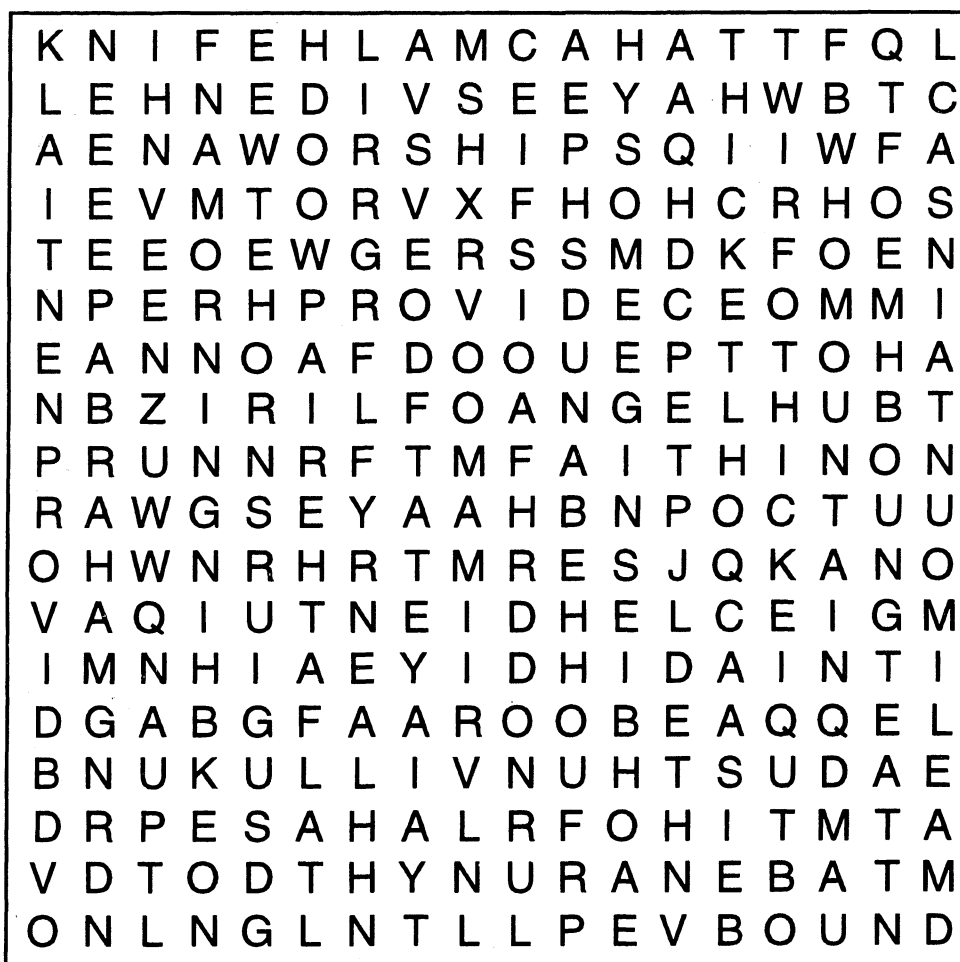 K N I F E H L A M C A H A T T F Q L
L E H N E D I V S E E Y A H W B T C
A E N A W O R S H I P S Q I I W F A
I E V M T O R V X F H O H C R H O S
T E E O E W G E R S S M D K F O E N
N P E R H P R O V I D E C E O M M I
E A N N O A F D O O U E P T T O H A
N B Z I R I L F O A N G E L H U B T
P R U N N R F T M F A I T H I N O N
R A W G S E Y A A H B N P O C T U U
O H W N R H R T M R E S J Q K A N O
V A Q I U T N E I D H E L C E I G M
I M N H I A E Y I D H I D A I N T I
D G A B G F A A R O O B E A Q Q E L
B N U K U L L I V N U H T S U D A E
D R P E S A H A L R F O H I T M T A
V D T O D T H Y N U R A N E B A T M
O N L N G L N T L L P E V B O U N D